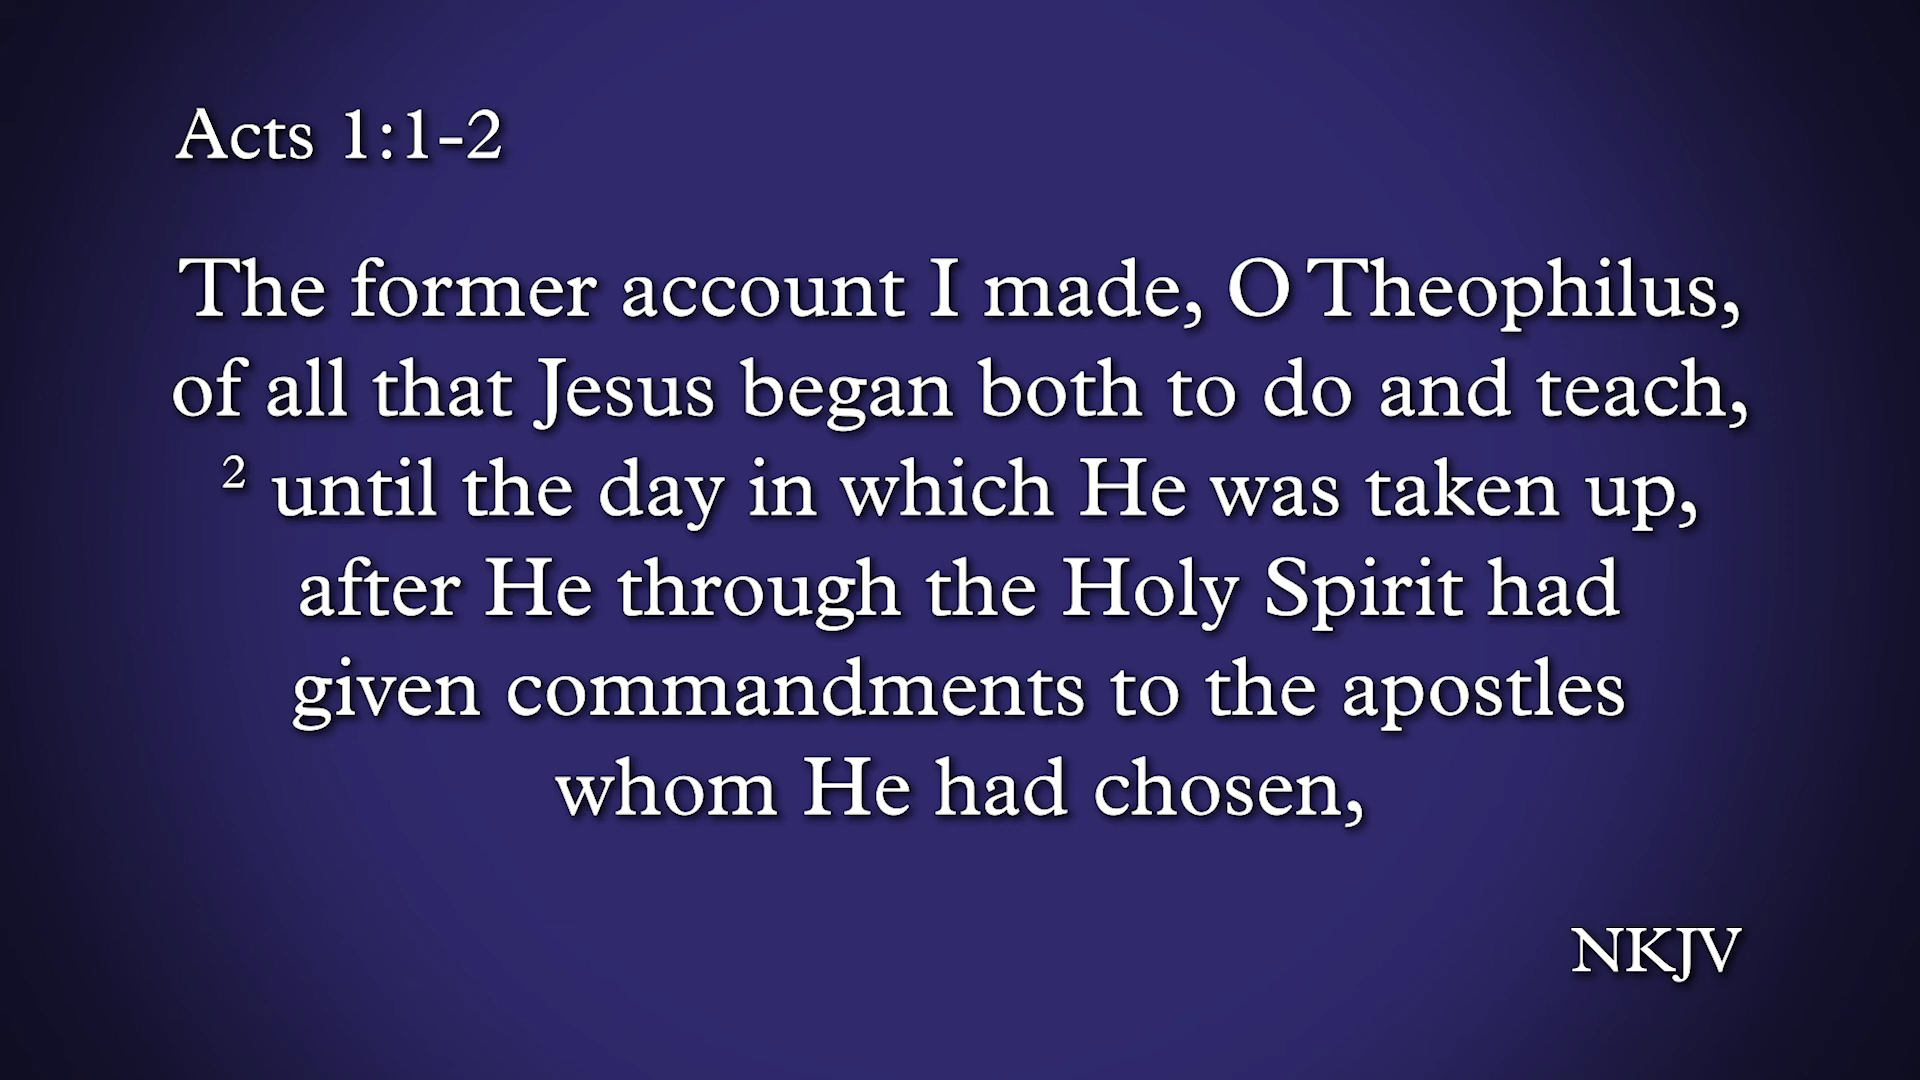 Acts 1:1-2
The former account I made, O Theophilus,
of all that Jesus began both to do and teach,
2 until the day in which He was taken up,
after He through the Holy Spirit had
given commandments to the apostles
whom He had chosen,
NKJV